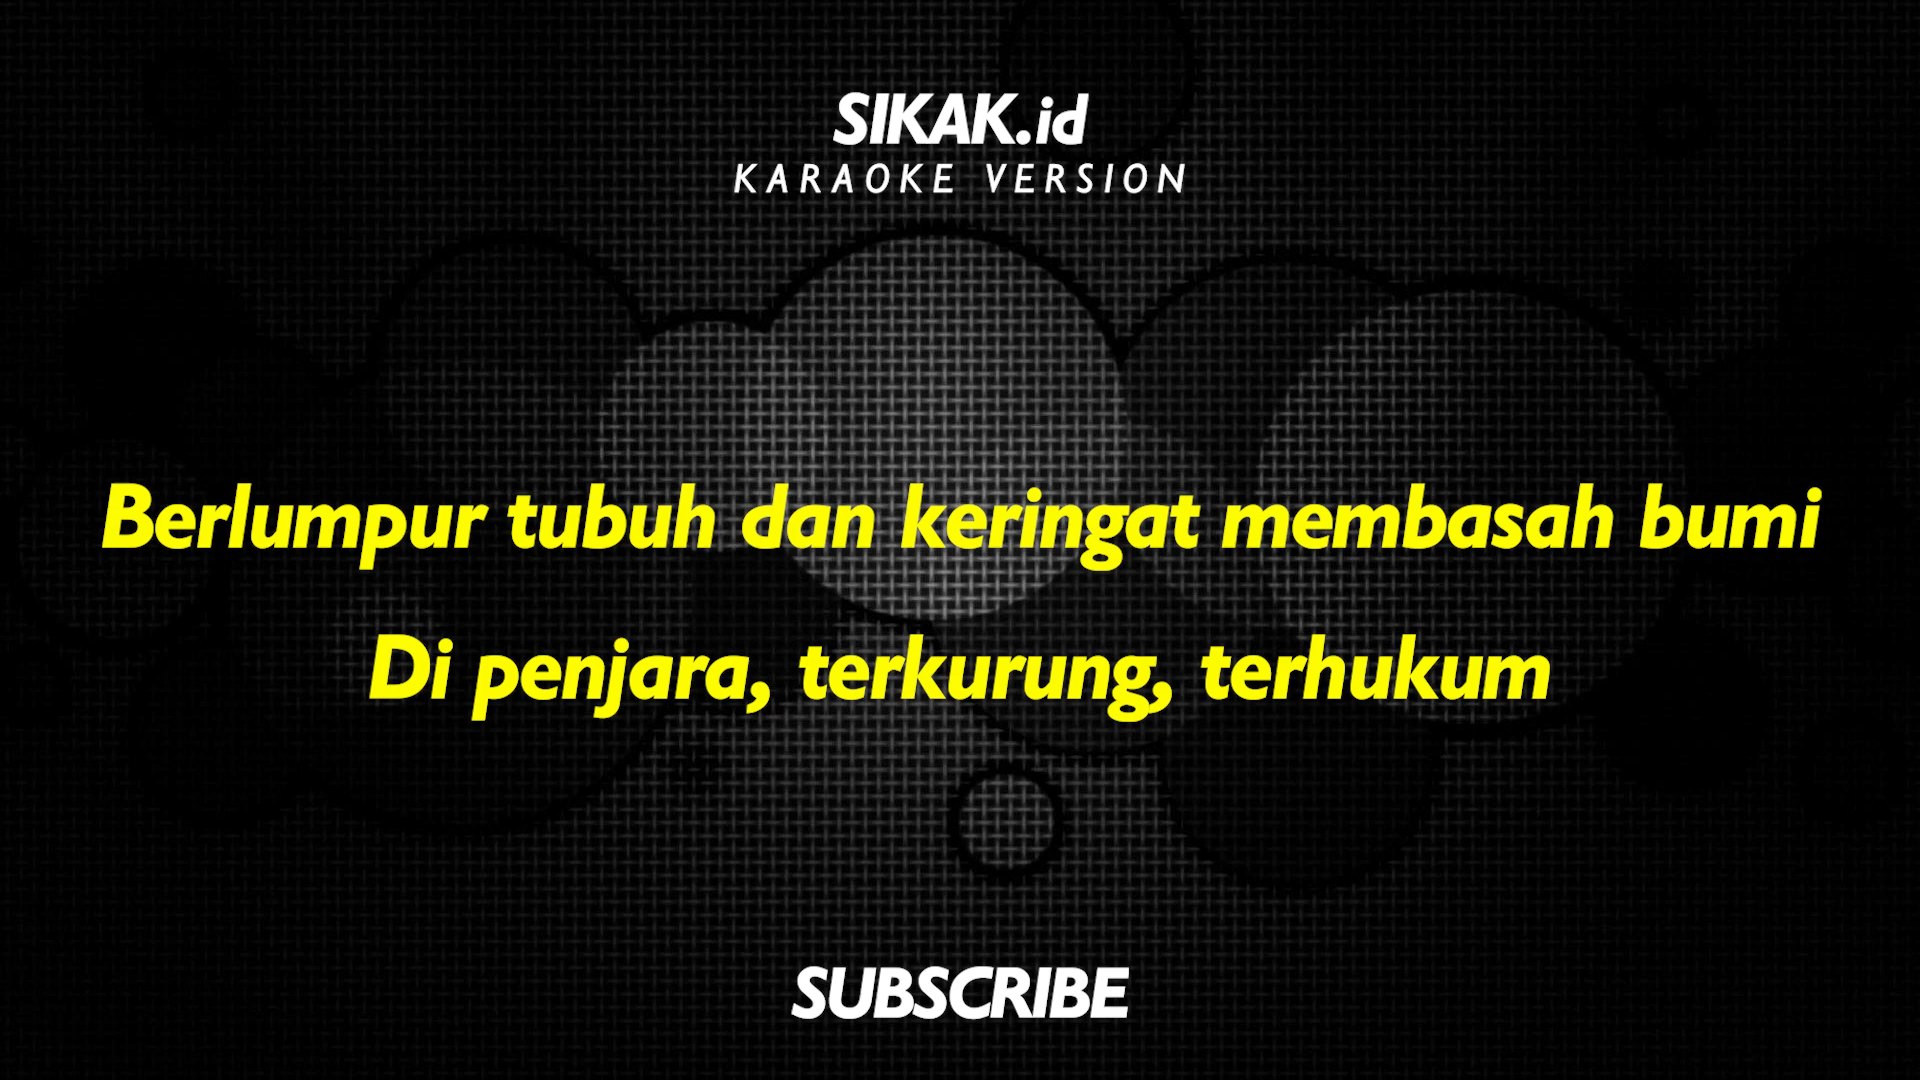 SIKAK.id
KARAOKE VERSION
Berlumpur tubuh dan keringat membasah bumi
Di penjara, terkurung, terhukum
SUBSCRIBE